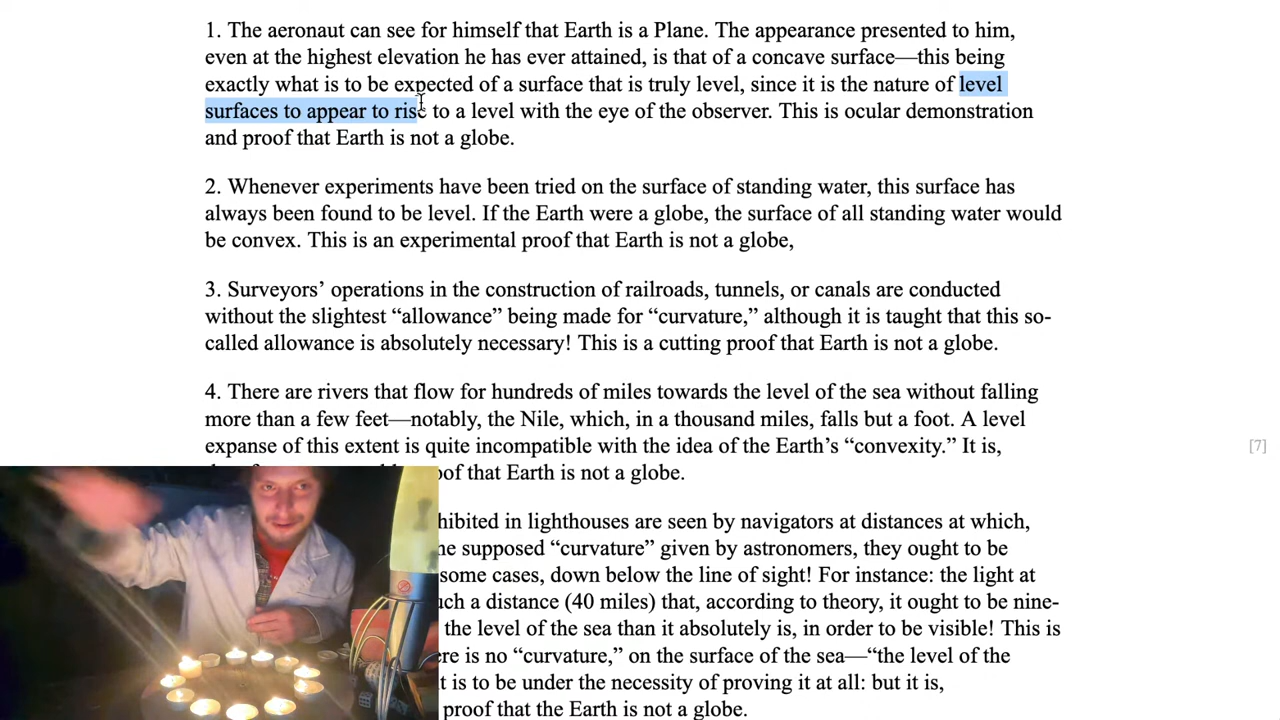 1. The aeronaut can see for himself that Earth is a Plane. The appearance presented to him,
even at the highest elevation he has ever attained, is that of a concave surface—this being
exactly what is to be expected of a surface that is truly level, since it is the nature of level
surfaces to appear to rise to a level with the eye of the observer. This is ocular demonstration
and proof that Earth is not a globe.
2. Whenever experiments have been tried on the surface of standing water, this surface has
always been found to be level. If the Earth were a globe, the surface of all standing water would
be convex. This is an experimental proof that Earth is not a globe,
3. Surveyors’ operations in the construction of railroads, tunnels, or canals are conducted
without the slightest “allowance” being made for “curvature,” although it is taught that this so-
called allowance is absolutely necessary! This is a cutting proof that Earth is not a globe.
4. There are rivers that flow for hundreds of miles towards the level of the sea without falling
more than a few feet—notably, the Nile, which, in a thousand miles, falls but a foot. A level
expanse of this extent is quite incompatible with the idea of the Earth’s “convexity.” It is,
[7]
that Earth is not a globe.
in lighthouses are seen by navigators at distances at which,
supposed “curvature” given by astronomers, they ought to be
some cases, down below the line of sight! For instance: the light at
a distance (40 miles) that, according to theory, it ought to be nine-
the level of the sea than it absolutely is, in order to be visible! This is
is no “curvature,” on the surface of the sea—“the level of the
is to be under the necessity of proving it at all: but it is,
proof that the Earth is not a globe.